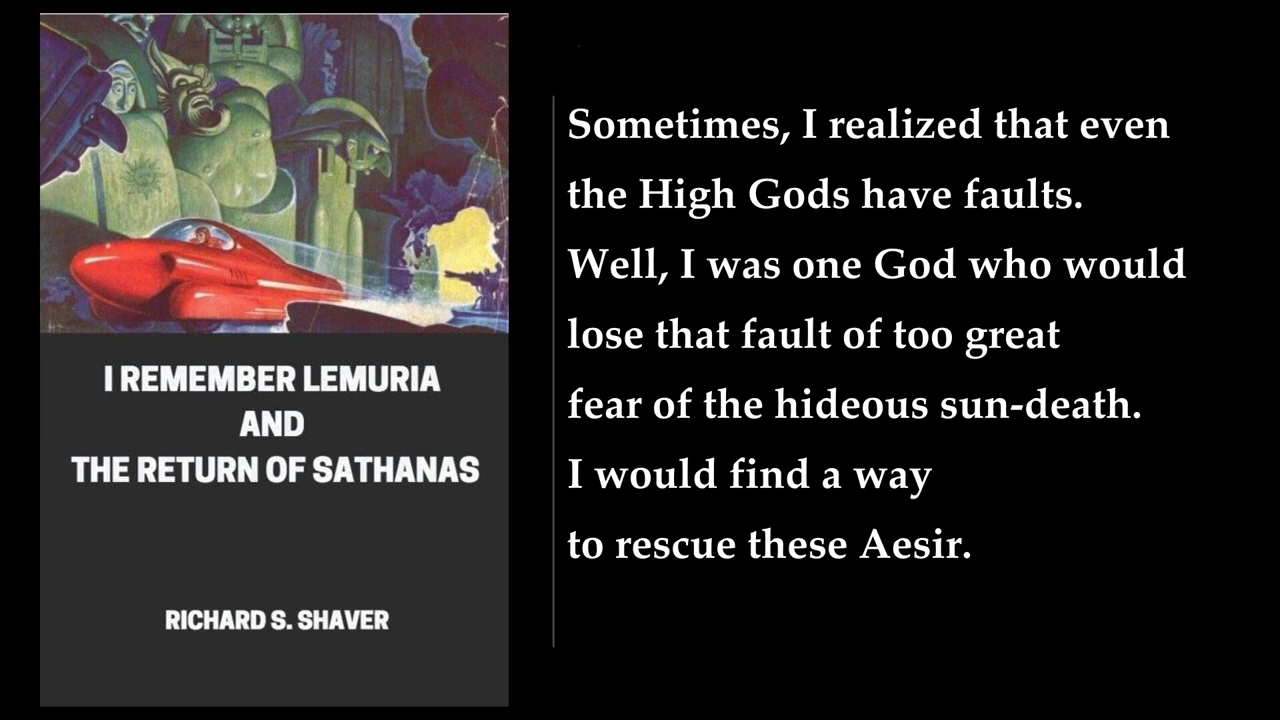 I REMEMBER LEMURIA
AND
THE RETURN OF SATHANAS
RICHARD S. SHAVER
Sometimes, I realized that even
the High Gods have faults.
Well, I was one God who would
lose that fault of too great
fear of the hideous sun-death.
I would find a way
to rescue these Aesir.